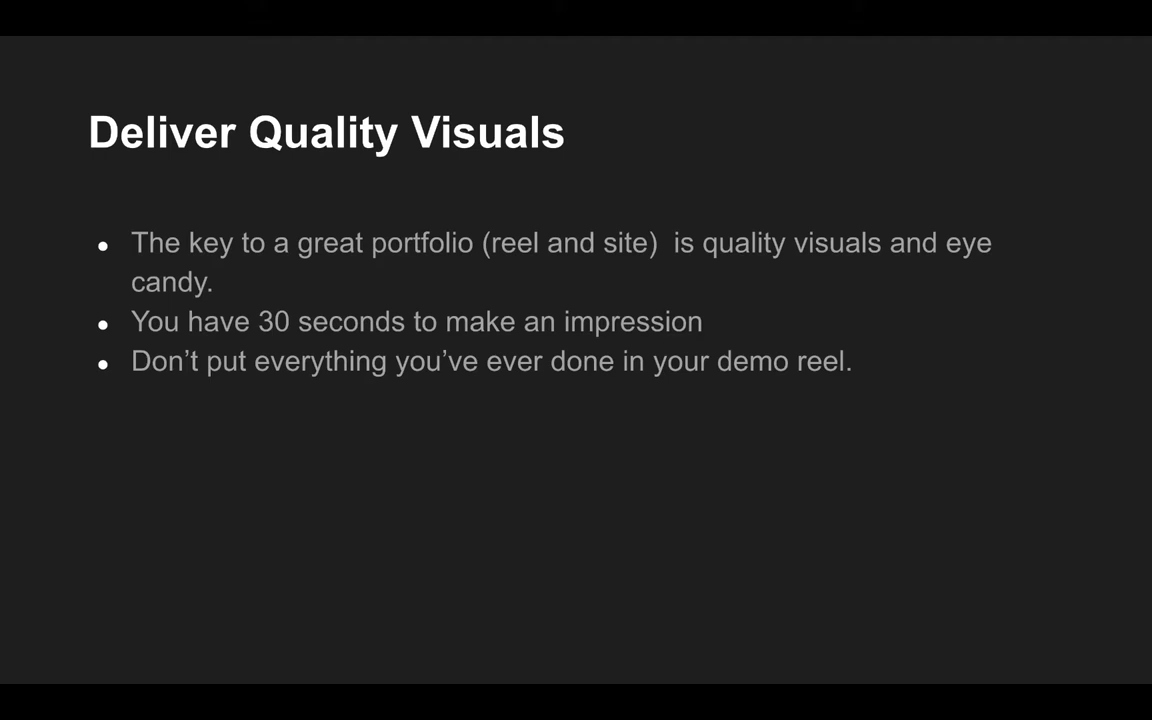 Deliver Quality Visuals
● The key to a great portfolio (reel and site)  is quality visuals and eye
candy.
● You have 30 seconds to make an impression
● Don’t put everything you’ve ever done in your demo reel.